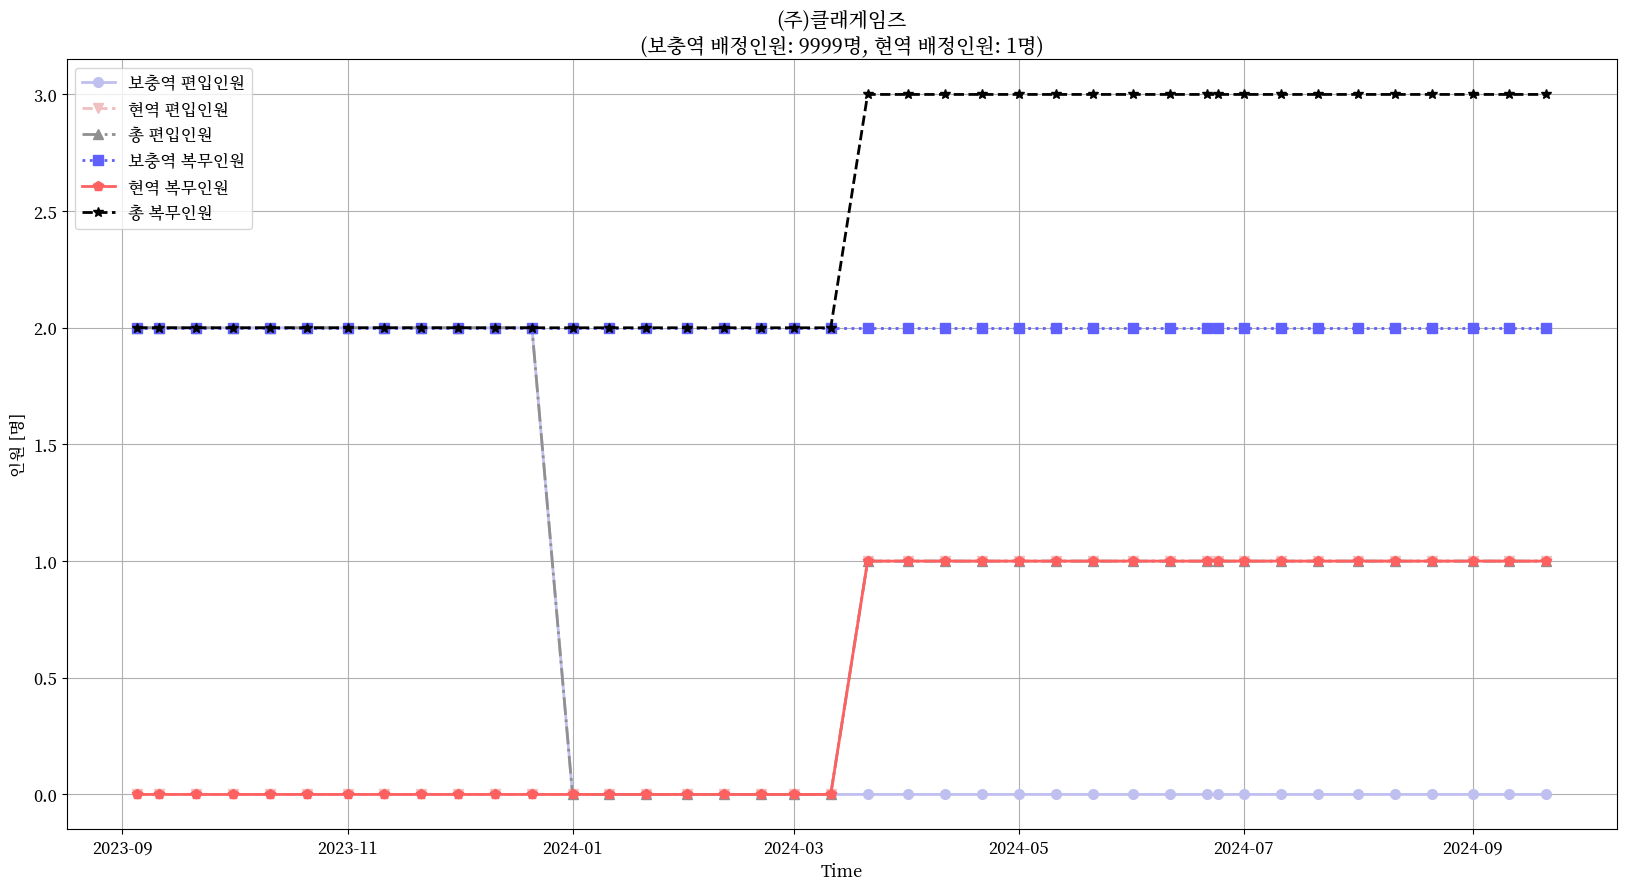 (주)클래게임즈
(보충역 배정인원: 9999명, 현역 배정인원: 1명)
보충역 편입인원
현역 편입인원
총 편입인원
보충역 복무인원
현역 복무인원
총 복무인원
3.0
2.5
2.0
1.5
1.0
0.5
0.0
인원 [명]
2023-09
2023-11
2024-01
2024-03
2024-05
2024-07
2024-09
Time